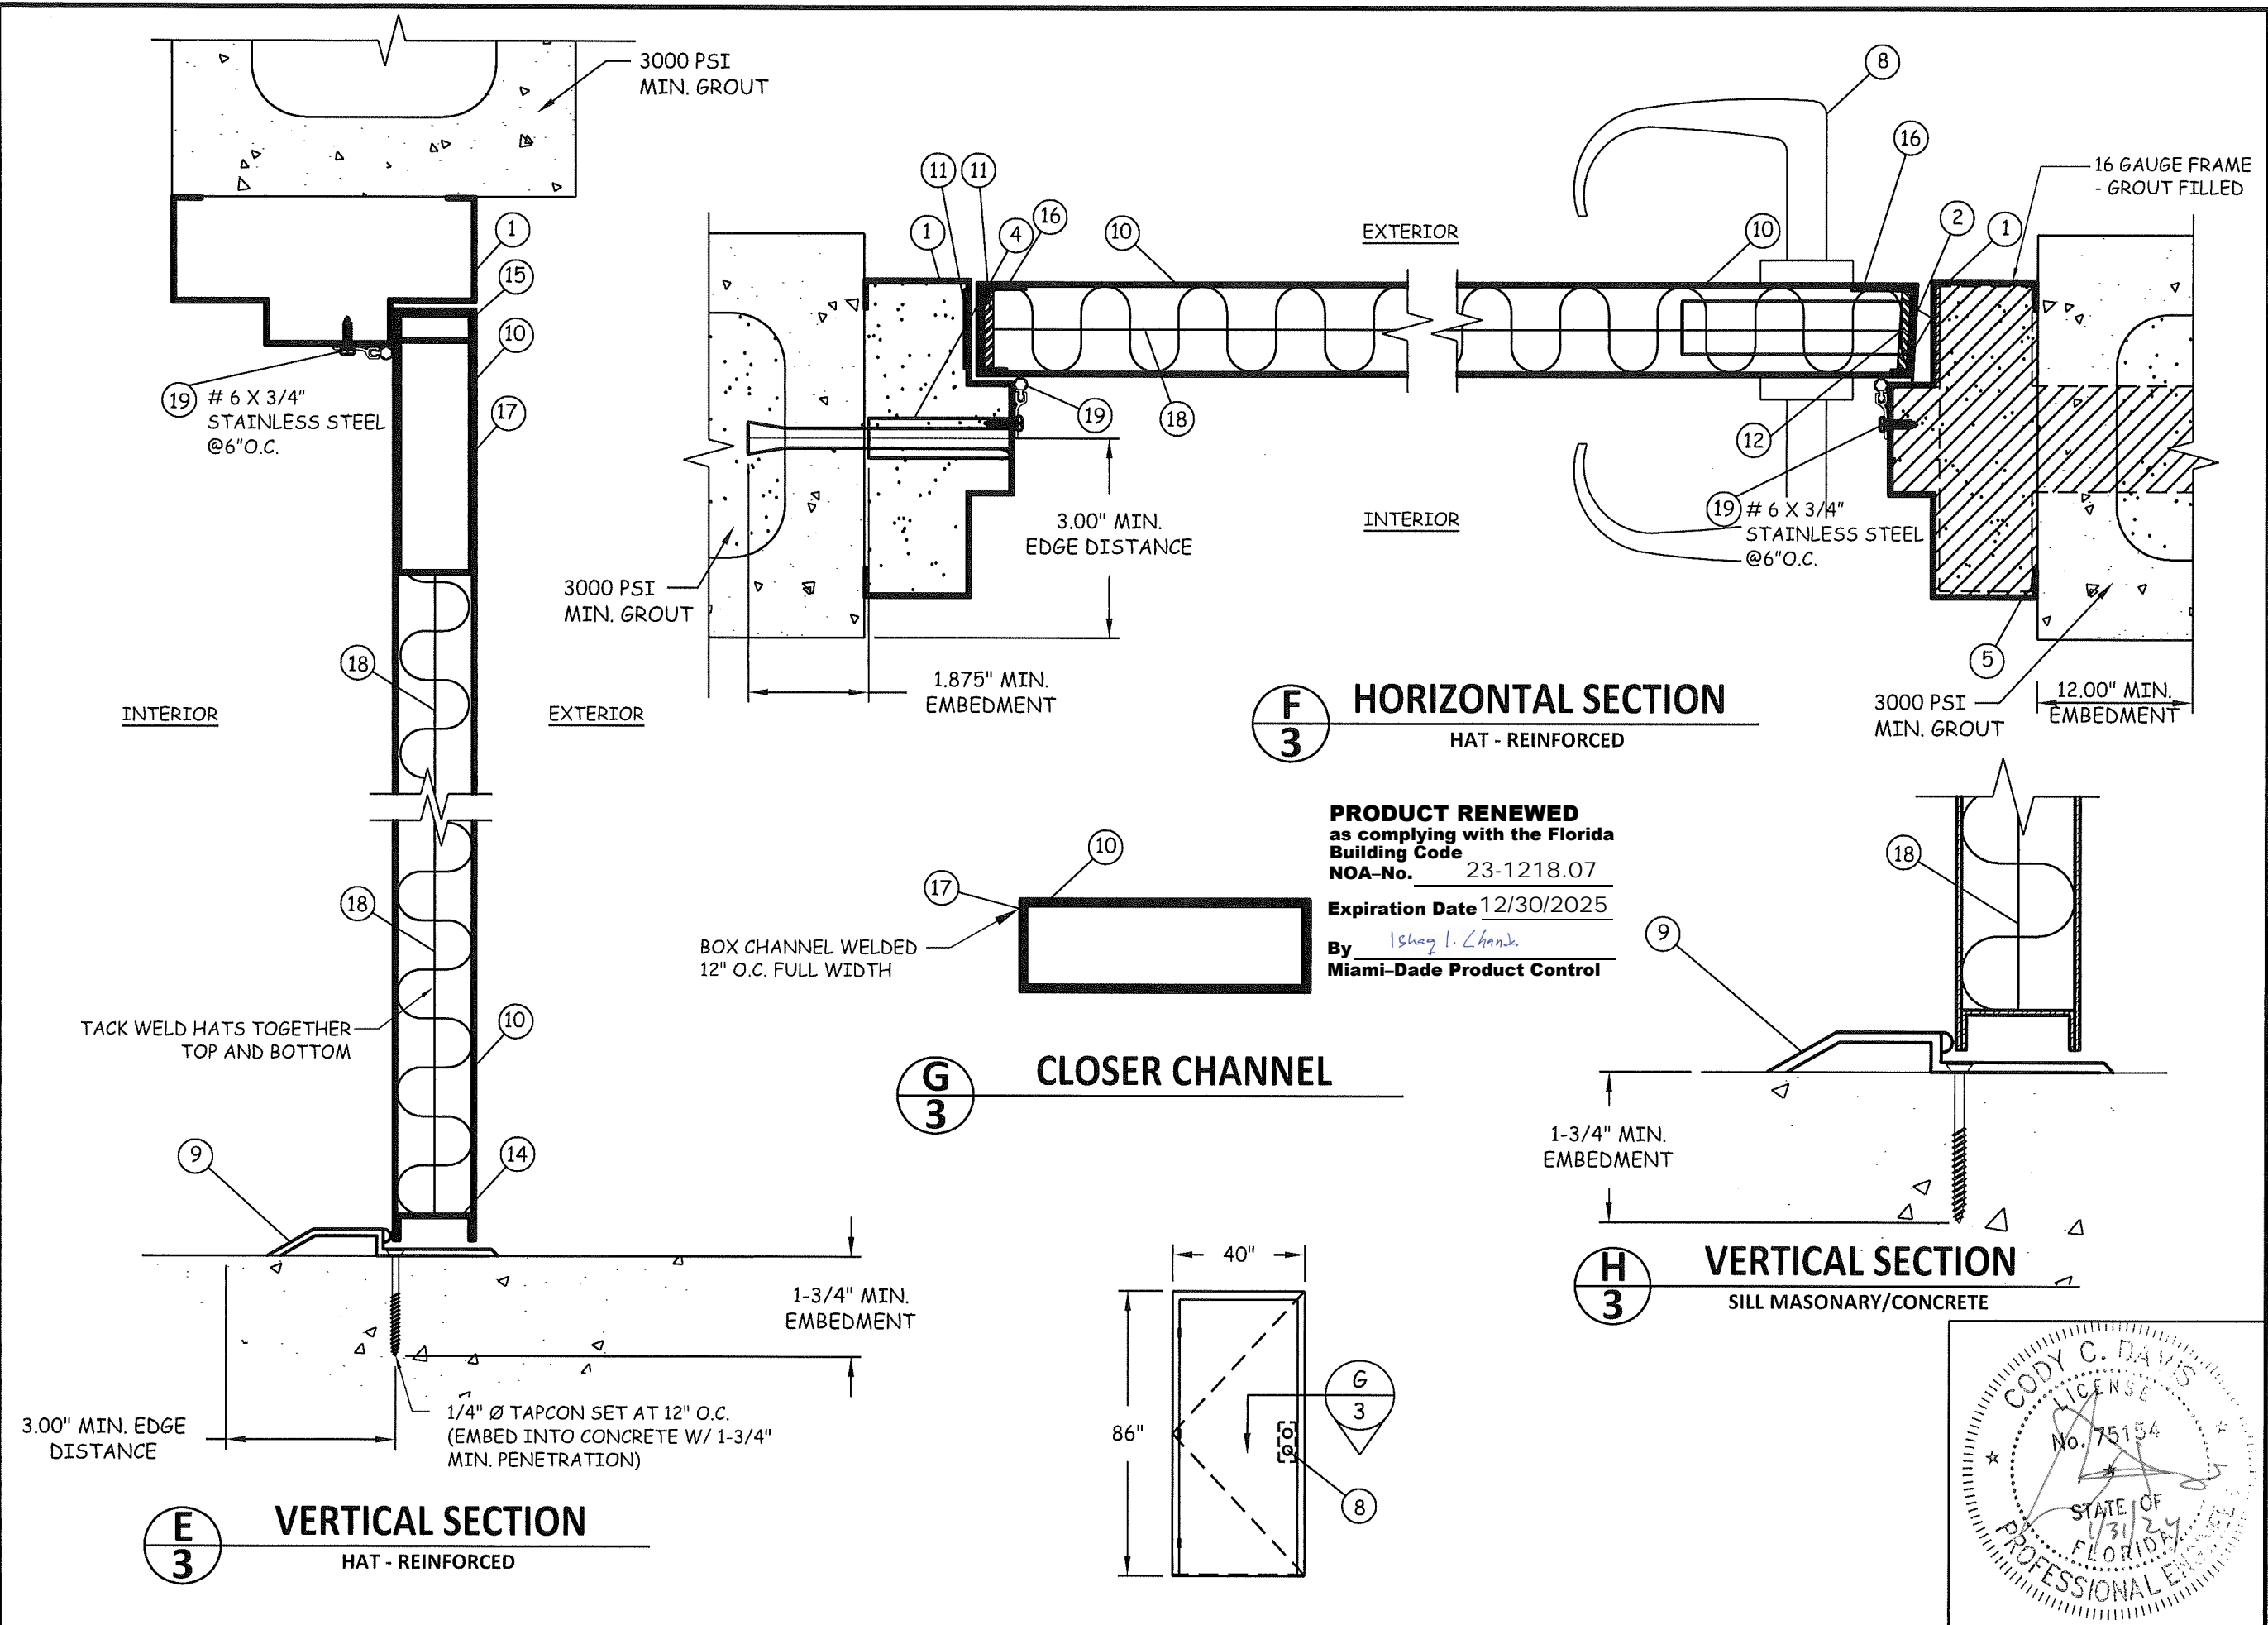 3000 PSI
MIN. GROUT
1
15
10
17
19
# 6 X 3/4"
STAINLESS STEEL
@6"O.C.
18
INTERIOR
EXTERIOR
18
TACK WELD HATS TOGETHER
TOP AND BOTTOM
10
14
9
1-3/4" MIN.
EMBEDMENT
3.00" MIN. EDGE
DISTANCE
1/4" Ø TAPCON SET AT 12" O.C.
(EMBED INTO CONCRETE W/ 1-3/4"
MIN. PENETRATION)
E
3
VERTICAL SECTION
HAT - REINFORCED
8
16
16 GAUGE FRAME
- GROUT FILLED
11
11
1
4
16
10
EXTERIOR
10
2
1
19
18
12
3.00" MIN.
EDGE DISTANCE
INTERIOR
19
# 6 X 3/4"
STAINLESS STEEL
@6"O.C.
3000 PSI
MIN. GROUT
1.875" MIN.
EMBEDMENT
5
3000 PSI
MIN. GROUT
12.00" MIN.
EMBEDMENT
F
3
HORIZONTAL SECTION
HAT - REINFORCED
PRODUCT RENEWED
as complying with the Florida
Building Code
NOA-No. 23-1218.07
Expiration Date 12/30/2025
By
Miami-Dade Product Control
10
17
BOX CHANNEL WELDED
12" O.C. FULL WIDTH
G
3
CLOSER CHANNEL
18
9
1-3/4" MIN.
EMBEDMENT
H
3
VERTICAL SECTION
SILL MASONARY/CONCRETE
40"
86"
G
3
8
CODY C. DAVIS
LICENSE
No. 75154
STATE OF
1/31/24
FLORIDA
PROFESSIONAL